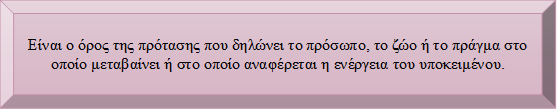 Είναι ο όρος της πρότασης που δηλώνει το πρόσωπο, το ζώο ή το πράγμα στο
οποίο μεταβαίνει ή στο οποίο αναφέρεται η ενέργεια του υποκειμένου.